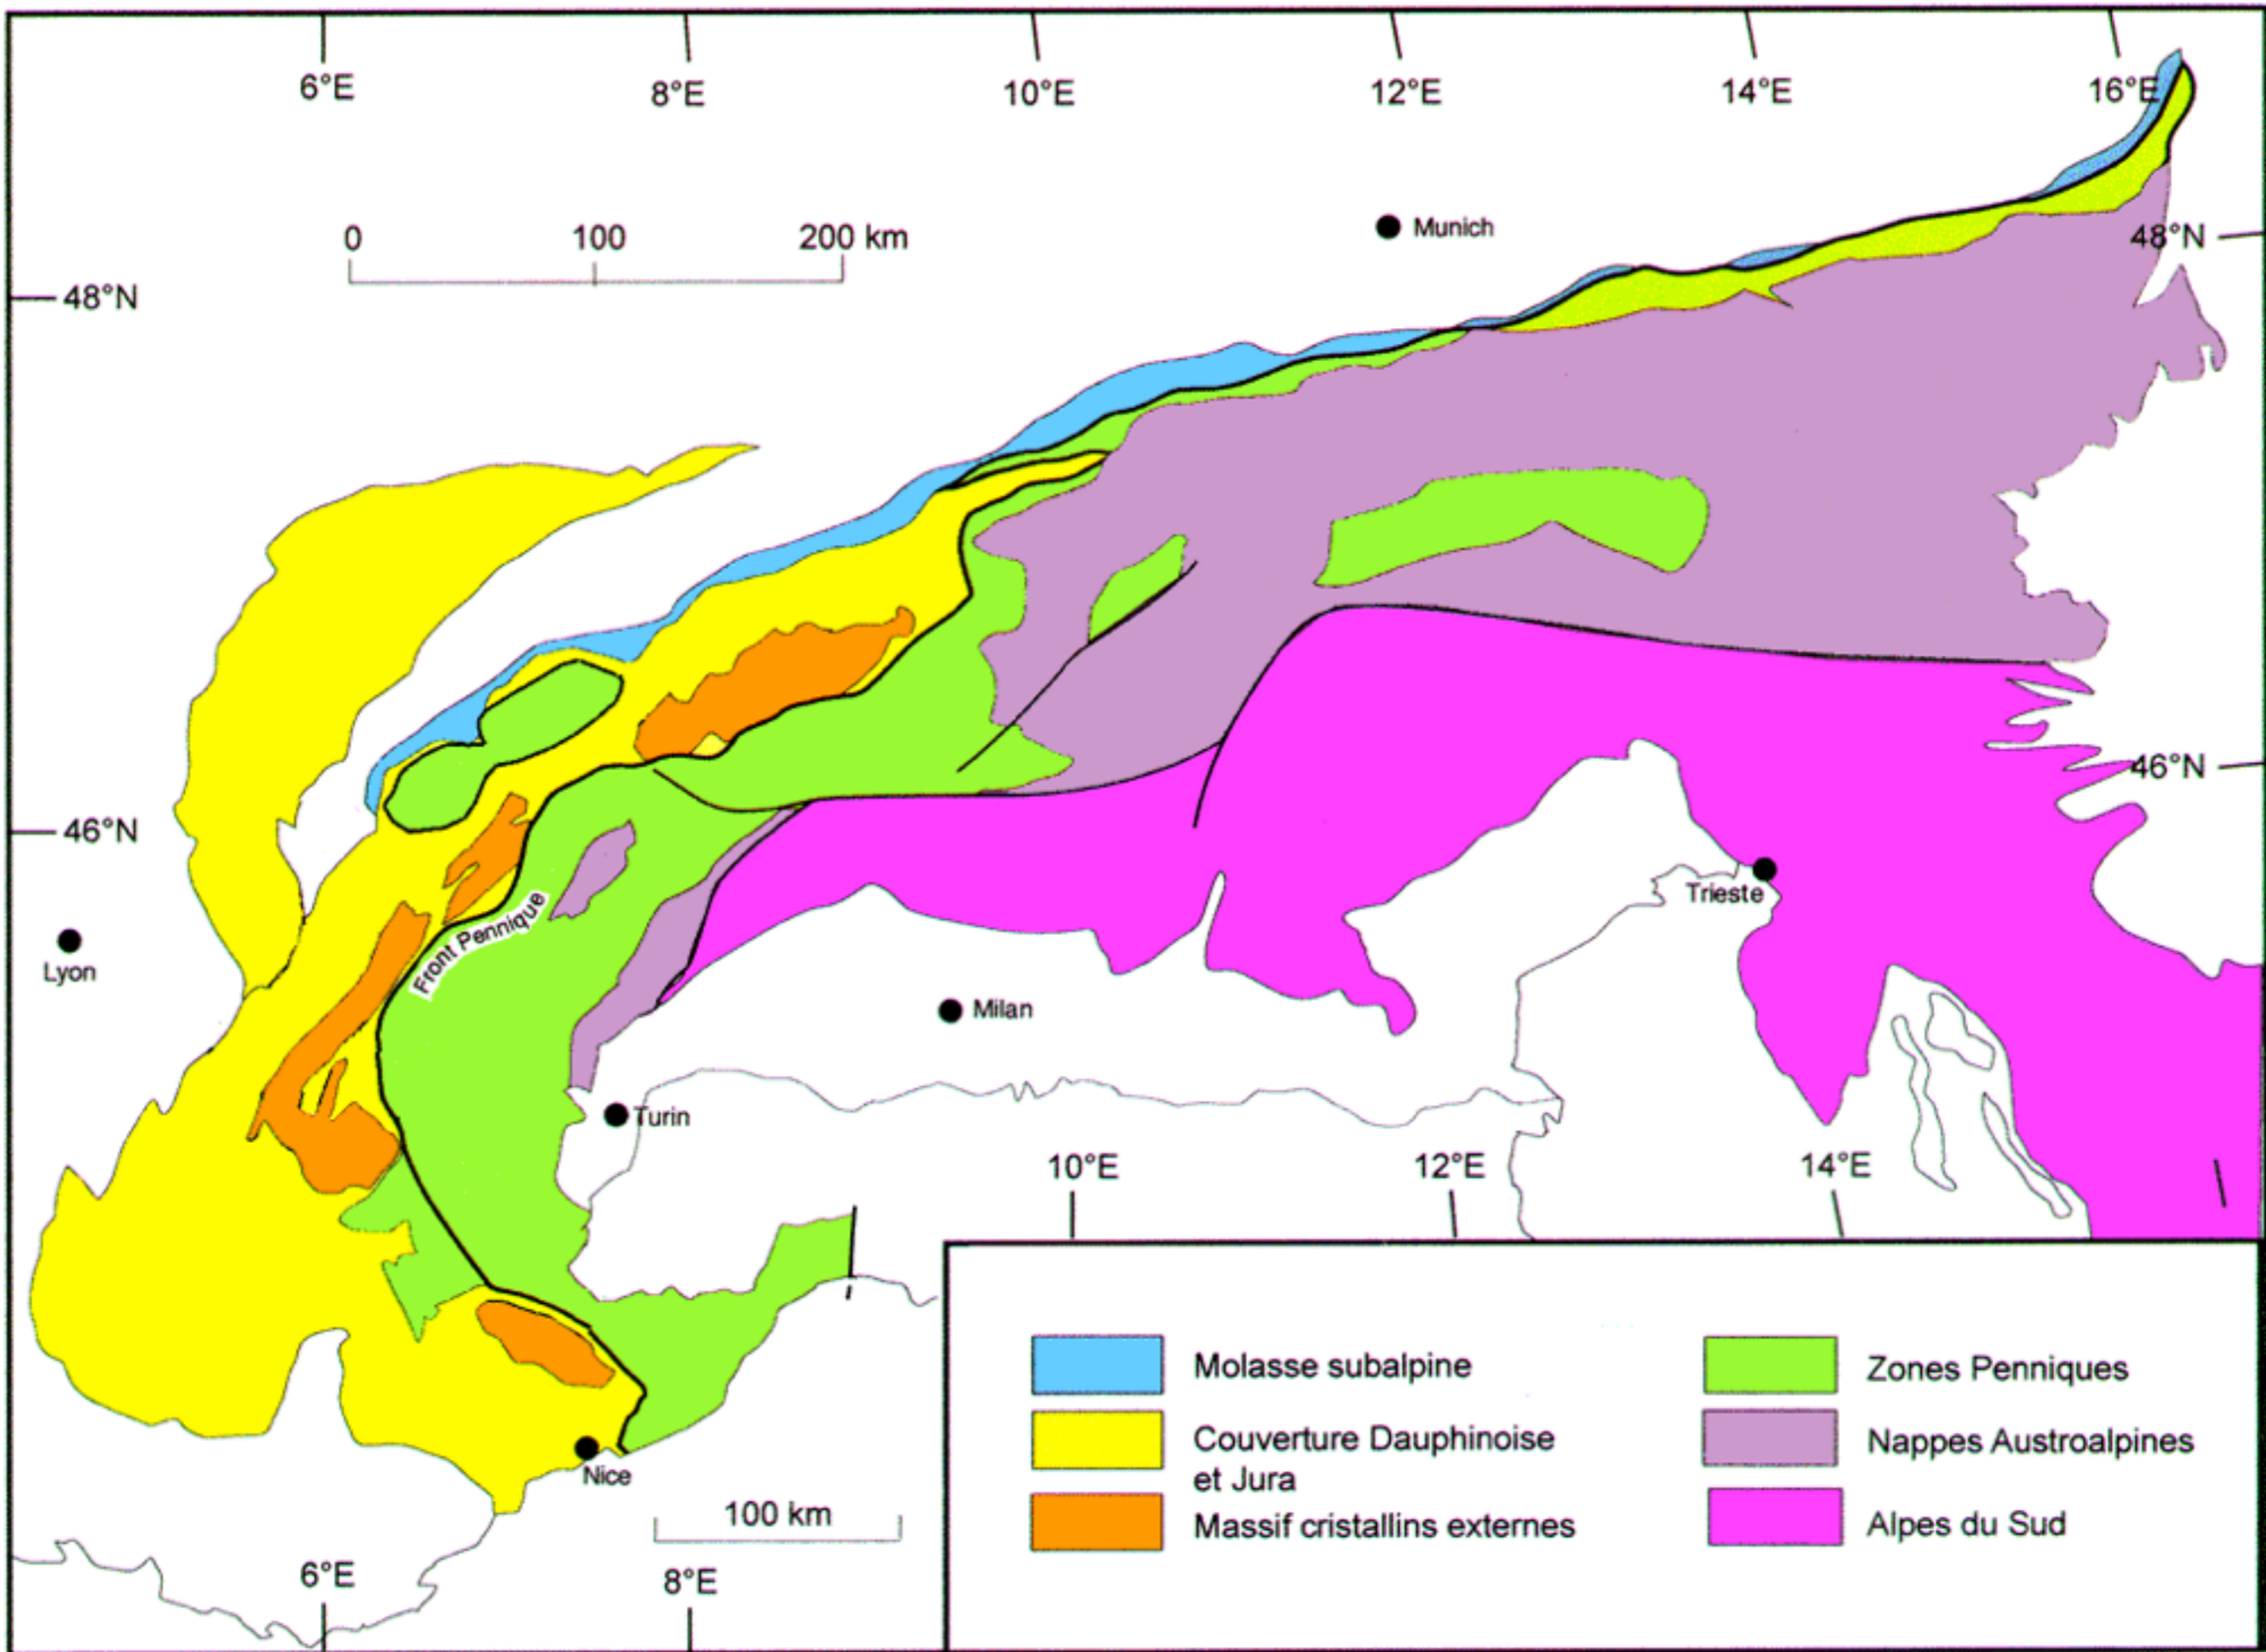 6°E
8°E
10°E
12°E
14°E
16°E
0
100
200 km
Munich
48°N
48°N
46°N
46°N
Trieste
Front Pennique
Lyon
Milan
Turin
10°E
12°E
14°E
Nice
100 km
6°E
8°E
Molasse subalpine
Couverture Dauphinoise
et Jura
Massif cristallins externes
Zones Penniques
Nappes Austroalpines
Alpes du Sud